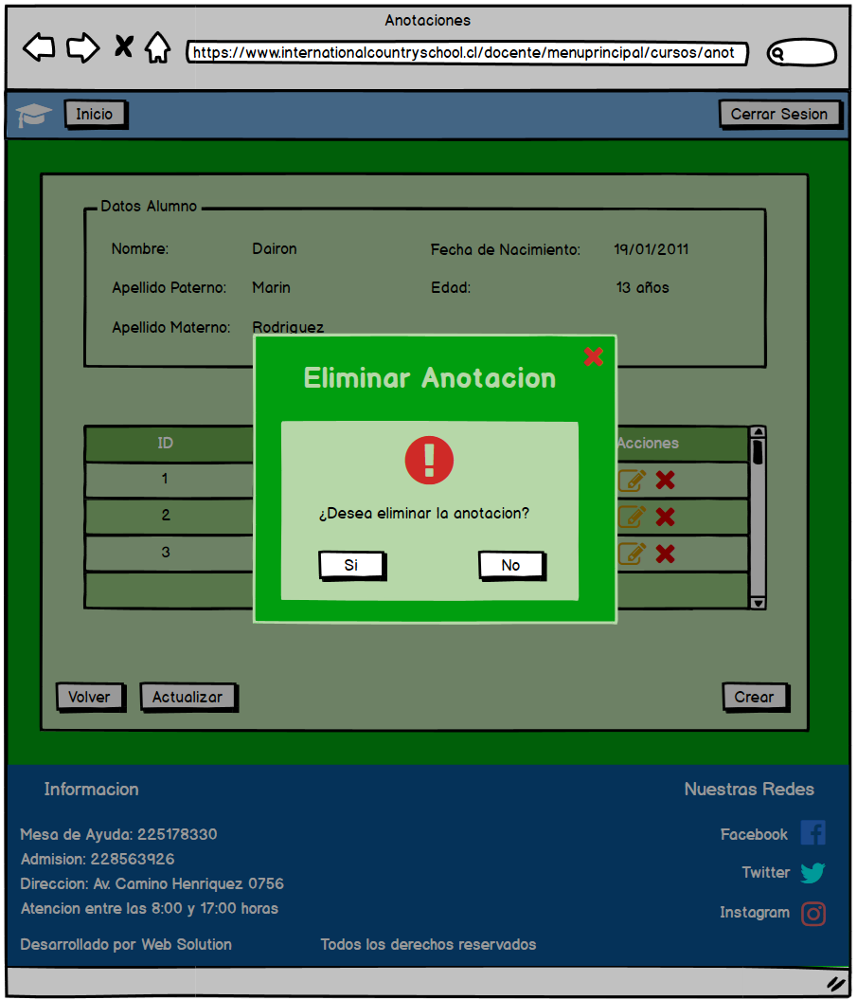 Anotaciones
https://www.internationalcountryschool.cl/docente/menuprincipal/cursos/anot
Inicio
Cerrar Sesion
Datos Alumno
Nombre: Dairon Fecha de Nacimiento: 19/01/2011
Apellido Paterno: Marin Edad: 13 años
Apellido Materno: Rodriguez
Eliminar Anotacion
ID Acciones
1
2
3
¿Desea eliminar la anotacion?
Si No
Volver Actualizar Crear
Informacion
Mesa de Ayuda: 225178330
Admision: 228563926
Direccion: Av. Camino Henriquez 0756
Atencion entre las 8:00 y 17:00 horas
Nuestras Redes
Facebook
Twitter
Instagram
Desarrollado por Web Solution Todos los derechos reservados